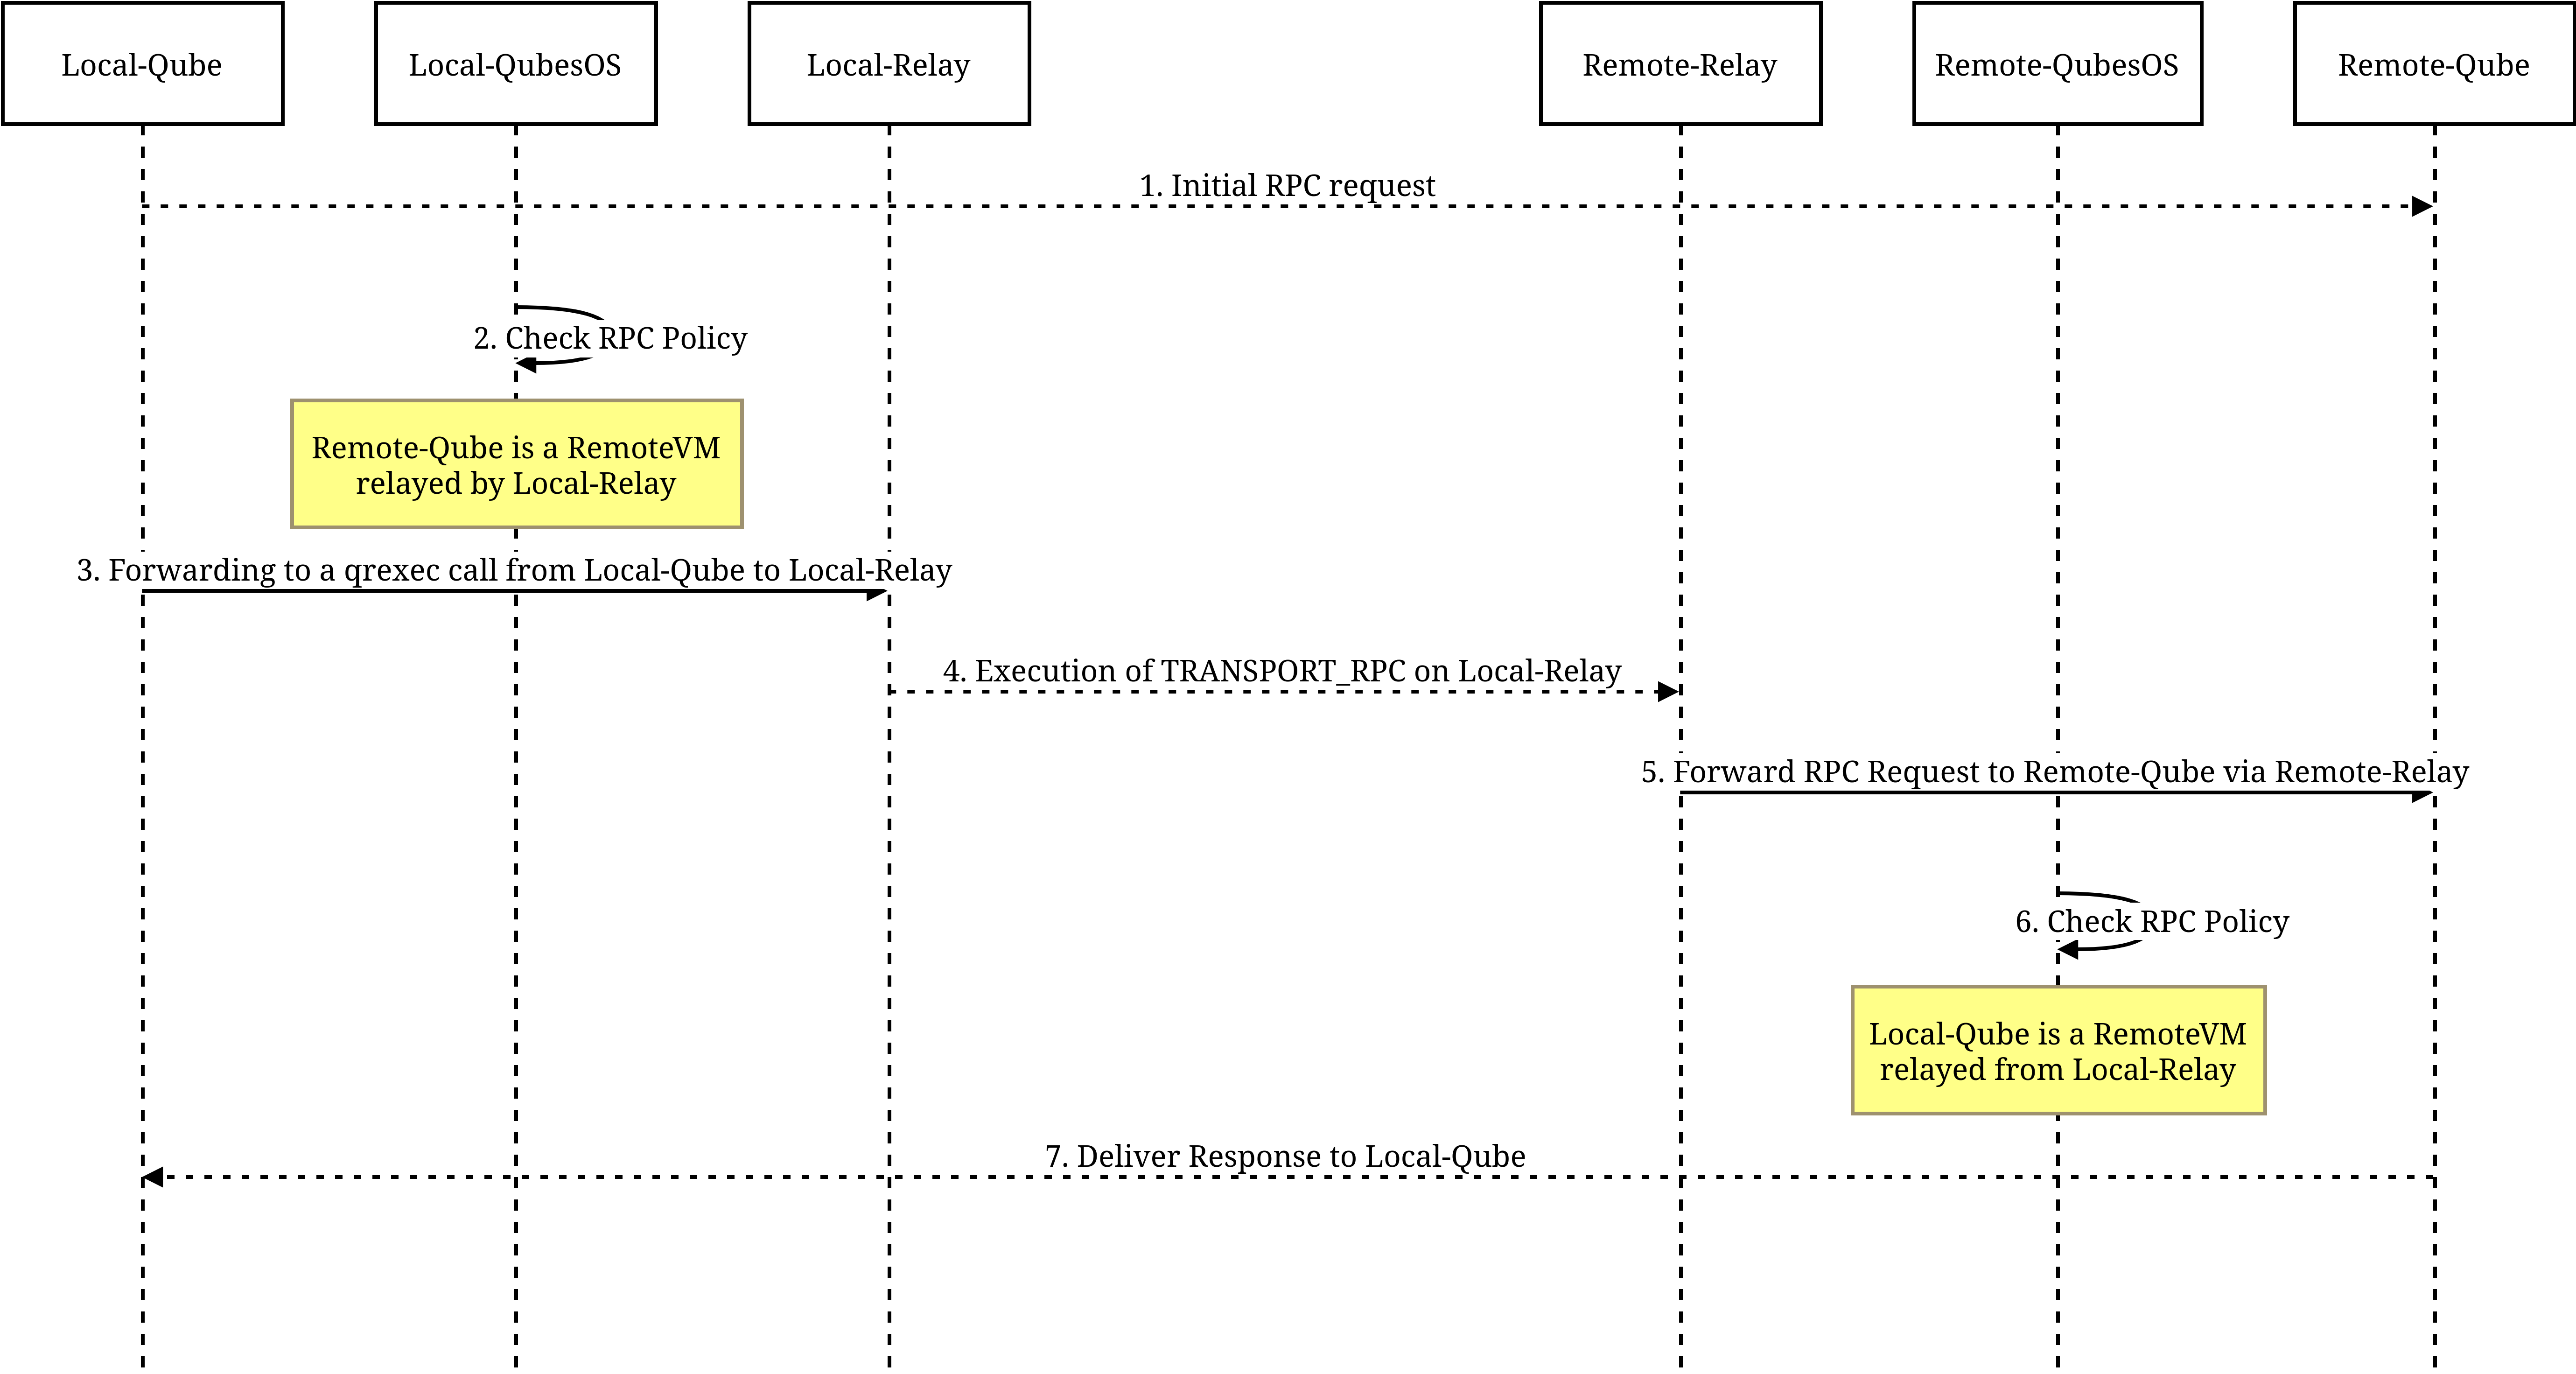 Local-Qube
Local-QubesOS
Local-Relay
Remote-Relay
Remote-QubesOS
Remote-Qube
1. Initial RPC request
2. Check RPC Policy
Remote-Qube is a RemoteVM
relayed by Local-Relay
3. Forwarding to a qrexec call from Local-Qube to Local-Relay
4. Execution of TRANSPORT_RPC on Local-Relay
5. Forward RPC Request to Remote-Qube via Remote-Relay
6. Check RPC Policy
Local-Qube is a RemoteVM
relayed from Local-Relay
7. Deliver Response to Local-Qube